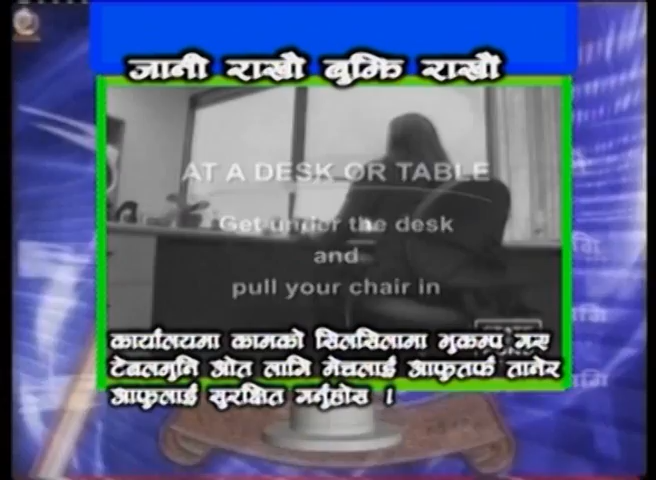 जानी राखौ बुझि राखौं
AT A DESK OR TABLE
Get under the desk
and
pull your chair in
STATE
कार्यालयमा कामको सिलसिलामा भुकम्प गए
टेबलमुनि ओत लागि मेचलाई आफुतर्फ तानेर
आफुलाई सुरक्षित गर्नुहोस ।